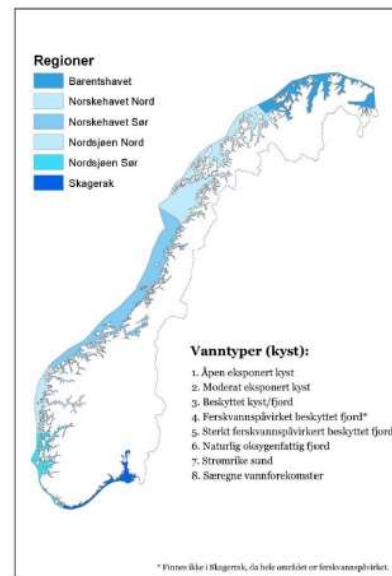 Regioner
Barentshavet
Norskehavet Nord
Norskehavet Sør
Nordsjøen Nord
Nordsjøen Sør
Skagerak
Vanntyper (kyst):
1. Åpen eksponert kyst
2. Moderat eksponert kyst
3. Beskyttet kyst/fjord
4. Ferskvannspåvirket beskyttet fjord*
5. Sterkt ferskvannspåvirkert beskyttet fjord
6. Naturlig oksygenfattig fjord
7. Strømrike sund
8. Særegne vannforekomster
* Finnes ikke i Skagerrak, da hele området er ferskvannspåvirket.